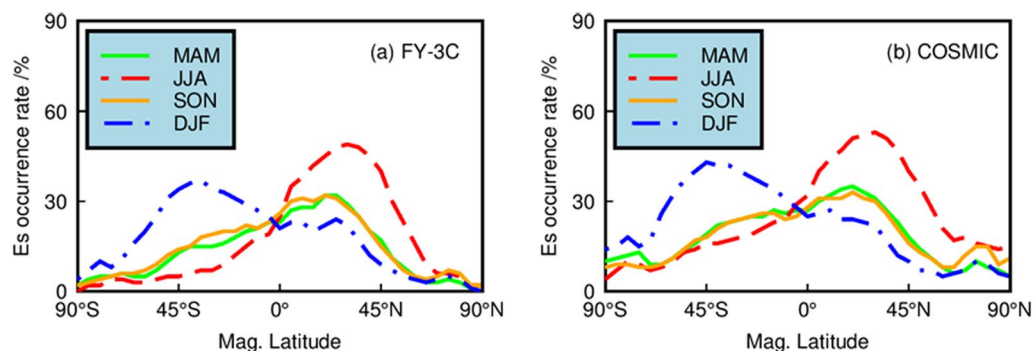 (a) FY-3C
MAM
JJA
SON
DJF
Es occurrence rate /%
90
60
30
0
90°S
45°S
0°
45°N
90°N
Mag. Latitude
(b) COSMIC
MAM
JJA
SON
DJF
Es occurrence rate /%
90
60
30
0
90°S
45°S
0°
45°N
90°N
Mag. Latitude